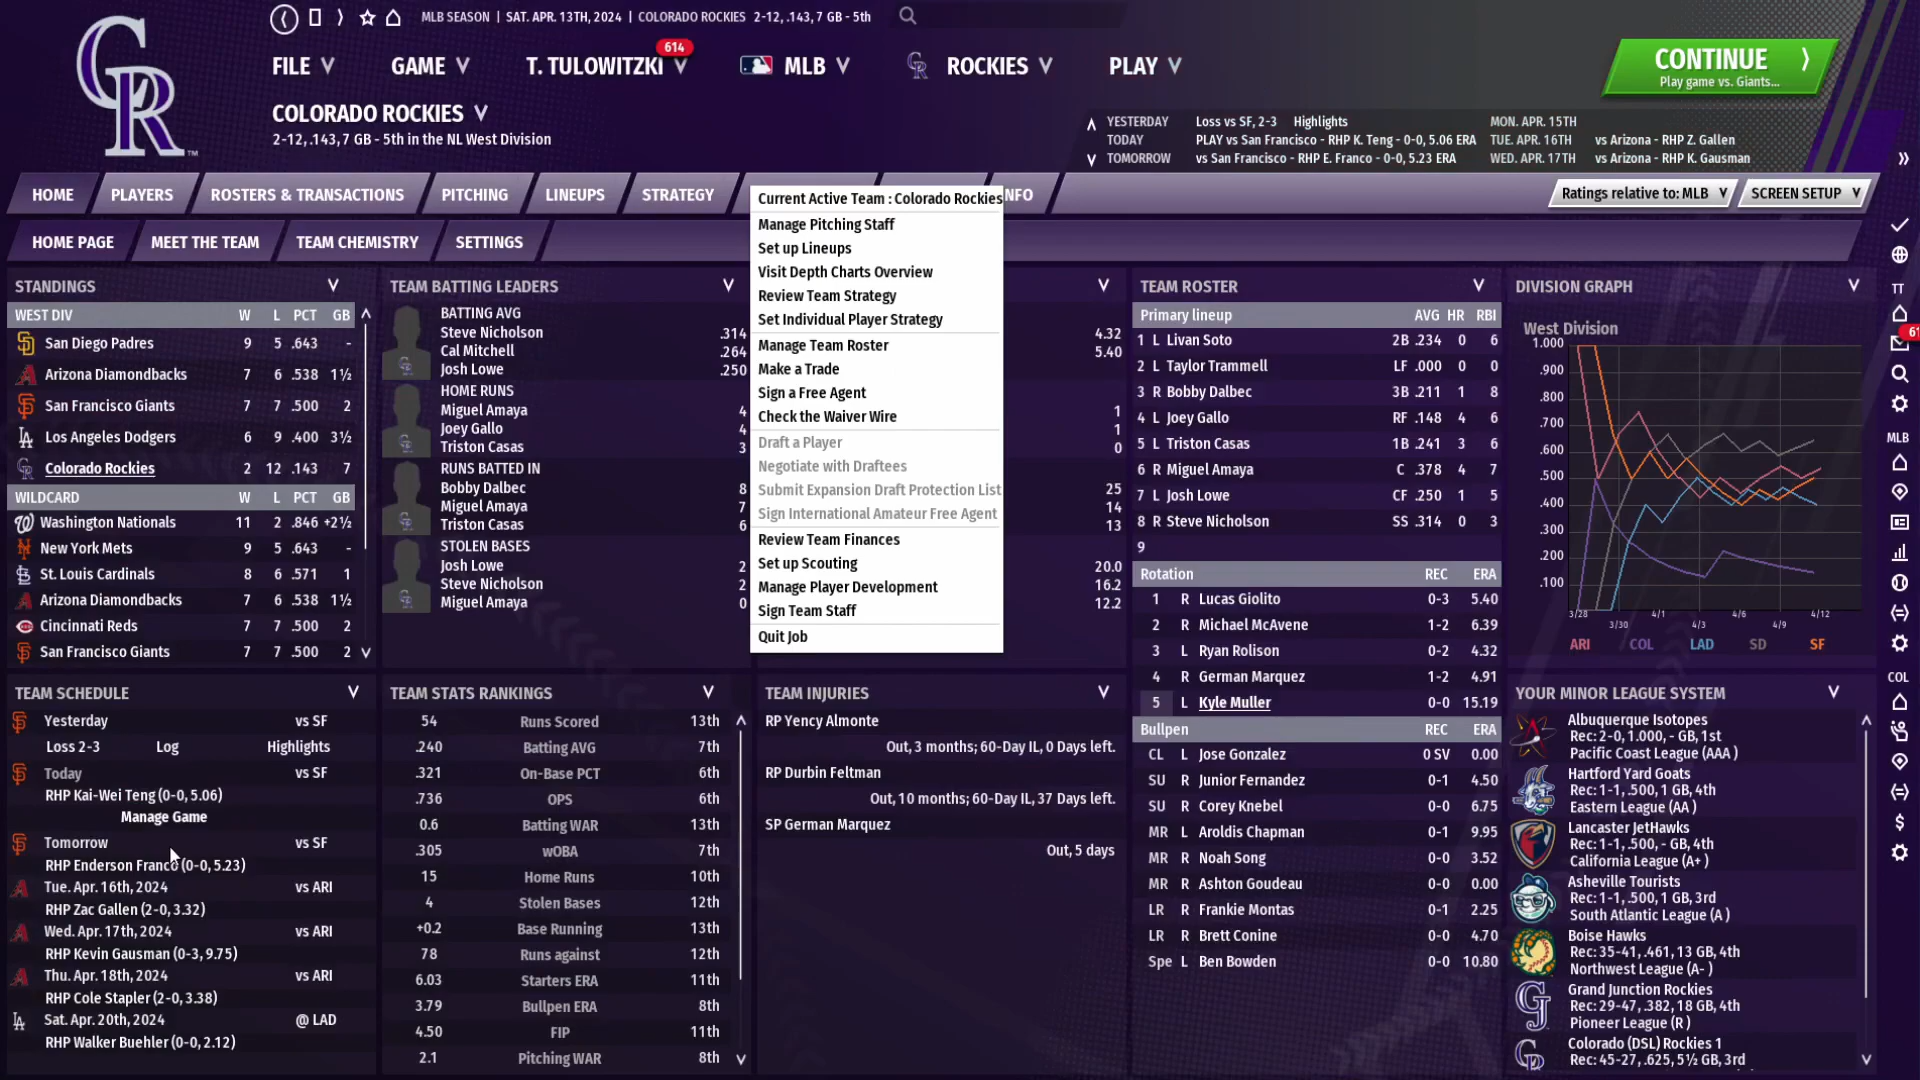 MLB SEASON | SAT. APR. 13TH, 2024 | COLORADO ROCKIES 2-12, .143, 7 GB - 5th
FILE GAME T. TULOWITZKI 614 MLB ROCKIES PLAY
CONTINUE
Play game vs. Giants...
COLORADO ROCKIES
2-12, .143, 7 GB - 5th in the NL West Division
YESTERDAY Loss vs SF, 2-3 Highlights MON. APR. 15TH
TODAY PLAY vs San Francisco - RHP K. Teng - 0-0, 5.06 ERA TUE. APR. 16TH vs Arizona - RHP Z. Gallen
TOMORROW vs San Francisco - RHP E. Franco - 0-0, 5.23 ERA WED. APR. 17TH vs Arizona - RHP K. Gausman
HOME PLAYERS ROSTERS & TRANSACTIONS PITCHING LINEUPS STRATEGY
Ratings relative to: MLB SCREEN SETUP
HOME PAGE MEET THE TEAM TEAM CHEMISTRY SETTINGS
Current Active Team : Colorado Rockies
Manage Pitching Staff
Set up Lineups
Visit Depth Charts Overview
Review Team Strategy
Set Individual Player Strategy
Manage Team Roster
Make a Trade
Sign a Free Agent
Check the Waiver Wire
Draft a Player
Negotiate with Draftees
Submit Expansion Draft Protection List
Sign International Amateur Free Agent
Review Team Finances
Set up Scouting
Manage Player Development
Sign Team Staff
Quit Job
STANDINGS
WEST DIV W L PCT GB
San Diego Padres 9 5 .643 -
Arizona Diamondbacks 7 6 .538 1½
San Francisco Giants 7 7 .500 2
Los Angeles Dodgers 6 9 .400 3½
Colorado Rockies 2 12 .143 7
WILDCARD W L PCT GB
Washington Nationals 11 2 .846 +2½
New York Mets 9 5 .643 -
St. Louis Cardinals 8 6 .571 1
Arizona Diamondbacks 7 6 .538 1½
Cincinnati Reds 7 7 .500 2
San Francisco Giants 7 7 .500 2
TEAM BATTING LEADERS
BATTING AVG
Steve Nicholson .314
Cal Mitchell .264
Josh Lowe .250
HOME RUNS
Miguel Amaya 4
Joey Gallo 4
Triston Casas 3
RUNS BATTED IN
Bobby Dalbec 8
Miguel Amaya 7
Triston Casas 6
STOLEN BASES
Josh Lowe 2
Steve Nicholson 2
Miguel Amaya 0
4.32
5.40
1
1
0
25
14
13
20.0
16.2
12.2
TEAM ROSTER
Primary lineup AVG HR RBI
1 L Livan Soto 2B .234 0 6
2 L Taylor Trammell LF .000 0 0
3 R Bobby Dalbec 3B .211 1 8
4 L Joey Gallo RF .148 4 6
5 L Triston Casas 1B .241 3 6
6 R Miguel Amaya C .378 4 7
7 L Josh Lowe CF .250 1 5
8 R Steve Nicholson SS .314 0 3
9
Rotation REC ERA
1 R Lucas Giolito 0-3 5.40
2 R Michael McAvene 1-2 6.39
3 L Ryan Rolison 0-2 4.32
4 R German Marquez 1-2 4.91
5 L Kyle Muller 0-0 15.19
Bullpen REC ERA
CL L Jose Gonzalez 0 SV 0.00
SU R Junior Fernandez 0-1 4.50
SU R Corey Knebel 0-0 6.75
MR L Aroldis Chapman 0-1 9.95
MR R Noah Song 0-0 3.52
MR R Ashton Goudeau 0-0 0.00
LR R Frankie Montas 0-1 2.25
LR R Brett Conine 0-0 4.70
Spe L Ben Bowden 0-0 10.80
DIVISION GRAPH
West Division
1.000
.900
.800
.700
.600
.500
.400
.300
.200
.100
3/28 4/1 4/6 4/12
3/30 4/3 4/9
ARI COL LAD SD SF
TEAM SCHEDULE
Yesterday vs SF
Loss 2-3 Log Highlights
Today vs SF
RHP Kai-Wei Teng (0-0, 5.06)
Manage Game
Tomorrow vs SF
RHP Enderson Franco (0-0, 5.23)
Tue. Apr. 16th, 2024 vs ARI
RHP Zac Gallen (2-0, 3.32)
Wed. Apr. 17th, 2024 vs ARI
RHP Kevin Gausman (0-3, 9.75)
Thu. Apr. 18th, 2024 vs ARI
RHP Cole Stapler (2-0, 3.38)
Sat. Apr. 20th, 2024 @ LAD
RHP Walker Buehler (0-0, 2.12)
TEAM STATS RANKINGS
54 Runs Scored 13th
.240 Batting AVG 7th
.321 On-Base PCT 6th
.736 OPS 6th
0.6 Batting WAR 13th
.305 wOBA 7th
15 Home Runs 10th
4 Stolen Bases 12th
+0.2 Base Running 13th
78 Runs against 12th
6.03 Starters ERA 11th
3.79 Bullpen ERA 8th
4.50 FIP 11th
2.1 Pitching WAR 8th
TEAM INJURIES
RP Yency Almonte
Out, 3 months; 60-Day IL, 0 Days left.
RP Durbin Feltman
Out, 10 months; 60-Day IL, 37 Days left.
SP German Marquez
Out, 5 days
YOUR MINOR LEAGUE SYSTEM
Albuquerque Isotopes
Rec: 2-0, 1.000, - GB, 1st
Pacific Coast League (AAA )
Hartford Yard Goats
Rec: 1-1, .500, 1 GB, 4th
Eastern League (AA )
Lancaster JetHawks
Rec: 1-1, .500, - GB, 4th
California League (A+ )
Asheville Tourists
Rec: 1-1, .500, 1 GB, 3rd
South Atlantic League (A )
Boise Hawks
Rec: 35-41, .461, 13 GB, 4th
Northwest League (A- )
Grand Junction Rockies
Rec: 29-47, .382, 18 GB, 4th
Pioneer League (R )
Colorado (DSL) Rockies 1
Rec: 45-27, .625, 5½ GB, 3rd
TT
MLB
COL